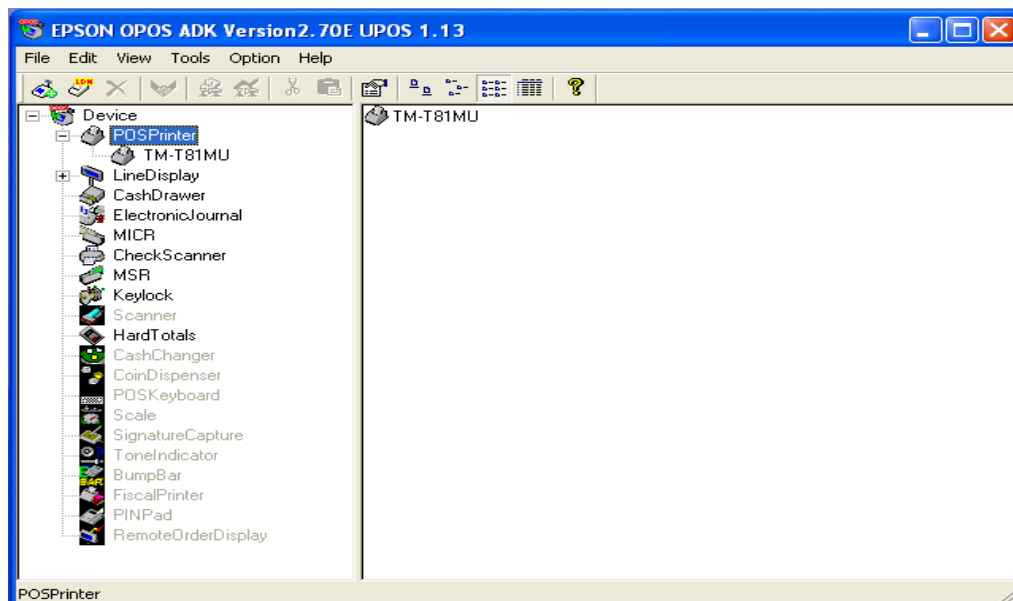 EPSON OPOS ADK Version2.70E UPOS 1.13
File Edit View Tools Option Help
LDN
Device
TM-T81MU
POSPrinter
TM-T81MU
LineDisplay
CashDrawer
ElectronicJournal
MICR
CheckScanner
MSR
Keylock
Scanner
HardTotals
CashChanger
CoinDispenser
POSKeyboard
Scale
SignatureCapture
ToneIndicator
BumpBar
FiscalPrinter
PINPad
RemoteOrderDisplay
POSPrinter